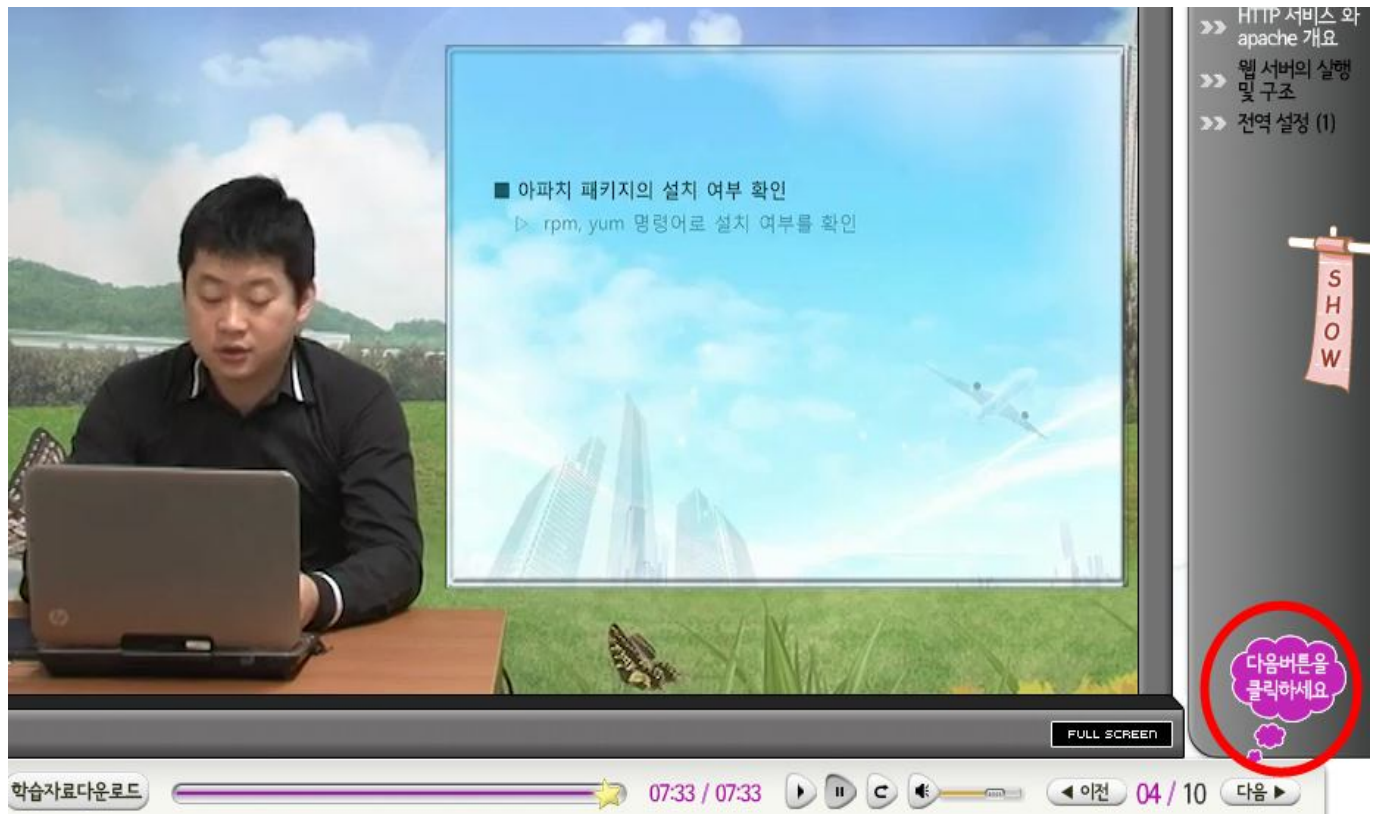 HTTP 서비스 와
apache 개요
웹 서버의 실행
및 구조
전역 설정 (1)
■ 아파치 패키지의 설치 여부 확인
▷ rpm, yum 명령어로 설치 여부를 확인
SHOW
hp
다음버튼을
클릭하세요
FULL SCREEN
학습자료다운로드
07:33 / 07:33
◀ 이전
04 / 10
다음 ▶